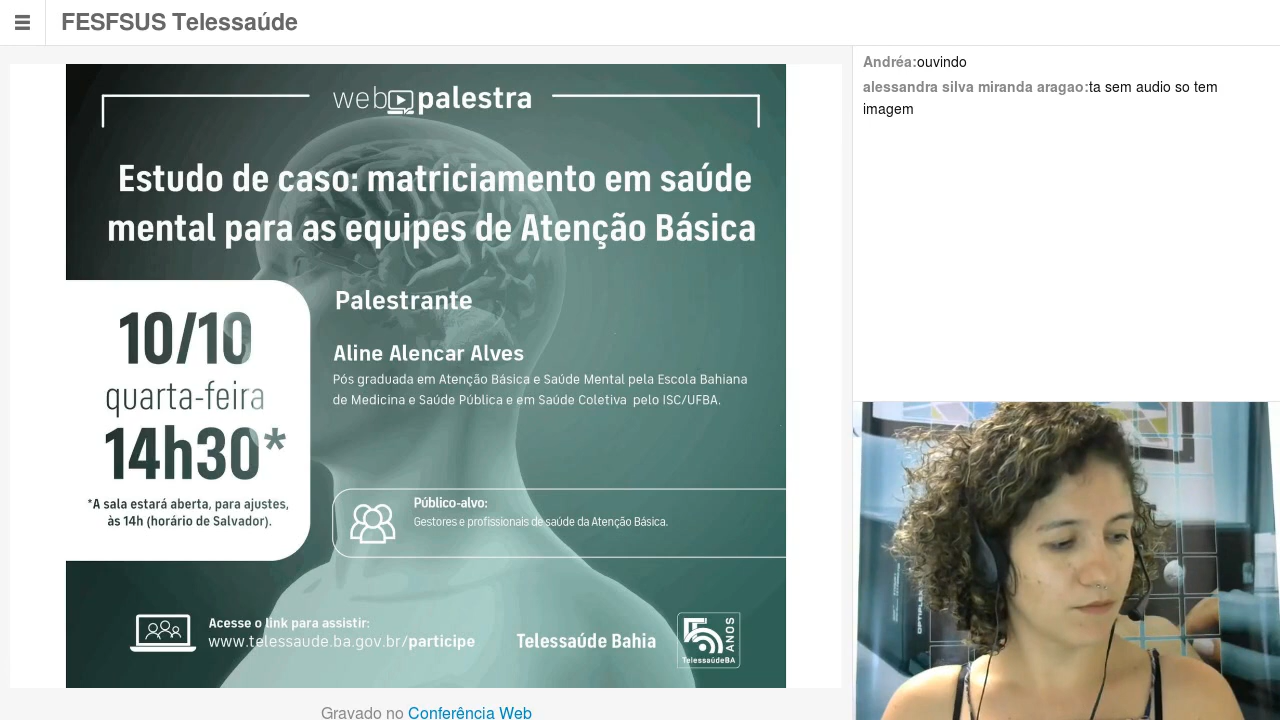 FESFSUS Telessaúde
web palestra
Estudo de caso: matriciamento em saúde
mental para as equipes de Atenção Básica
10/10
quarta-feira
14h30*
*A sala estará aberta, para ajustes,
às 14h (horário de Salvador).
Palestrante
Aline Alencar Alves
Pós graduada em Atenção Básica e Saúde Mental pela Escola Bahiana
de Medicina e Saúde Pública e em Saúde Coletiva pelo ISC/UFBA.
Público-alvo:
Gestores e profissionais de saúde da Atenção Básica.
Acesse o link para assistir:
www.telessaude.ba.gov.br/participe
Telessaúde Bahia
5 ANOS
TelessaúdeBA
Gravado no Conferência Web
Andréa:ouvindo
alessandra silva miranda aragao:ta sem audio so tem
imagem
OPTIPLEX